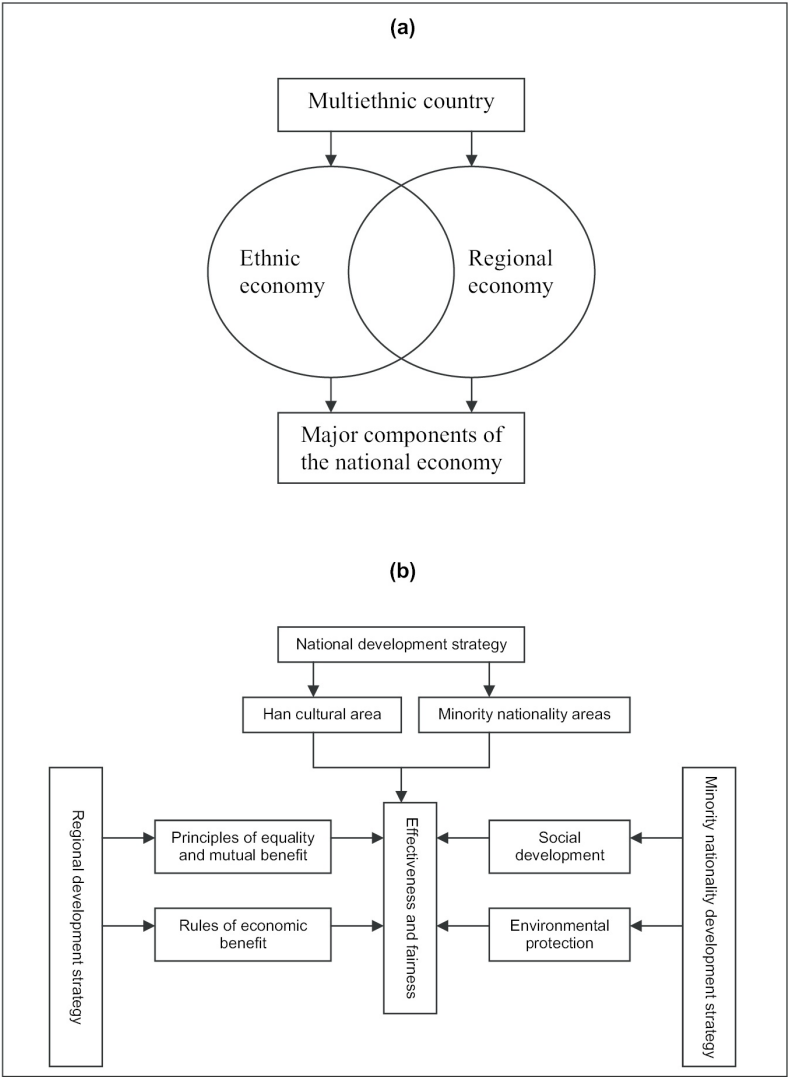 (a)
Multiethnic country
Ethnic
economy
Regional
economy
Major components of
the national economy
(b)
National development strategy
Han cultural area
Minority nationality areas
Regional development strategy
Principles of equality
and mutual benefit
Rules of economic
benefit
Effectiveness and fairness
Social
development
Environmental
protection
Minority nationality development strategy